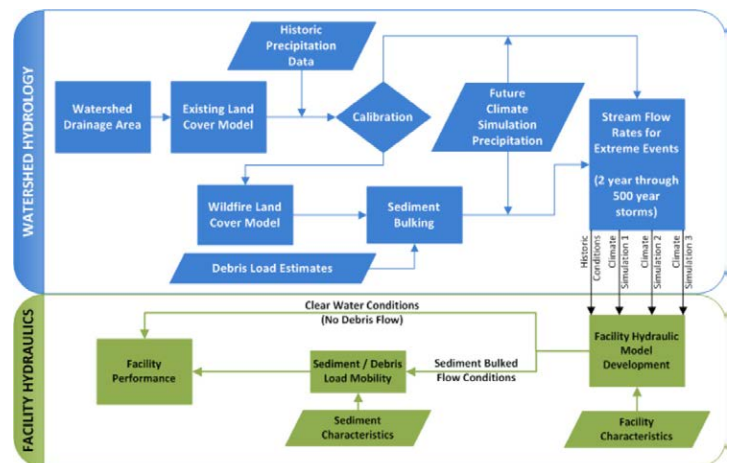 WATERSHED HYDROLOGY
Historic
Precipitation
Data
Watershed
Drainage Area
Existing Land
Cover Model
Calibration
Future
Climate
Simulation
Precipitation
Stream Flow
Rates for
Extreme Events
(2 year through
500 year
storms)
Wildfire Land
Cover Model
Sediment
Bulking
Debris Load Estimates
Historic
Conditions
Climate
Simulation 1
Climate
Simulation 2
Climate
Simulation 3
FACILITY HYDRAULICS
Clear Water Conditions
(No Debris Flow)
Facility
Performance
Sediment / Debris
Load Mobility
Sediment Bulked
Flow Conditions
Facility Hydraulic
Model
Development
Sediment
Characteristics
Facility
Characteristics